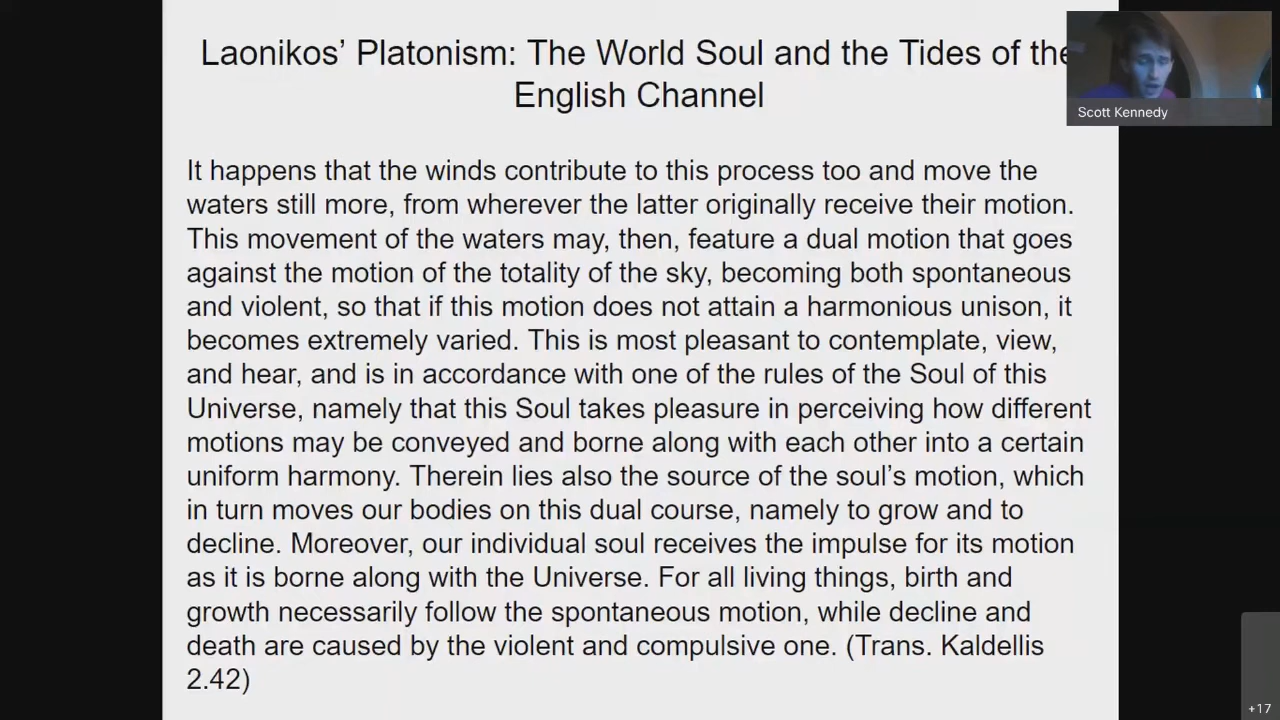 Laonikos’ Platonism: The World Soul and the Tides of the
English Channel
Scott Kennedy
It happens that the winds contribute to this process too and move the
waters still more, from wherever the latter originally receive their motion.
This movement of the waters may, then, feature a dual motion that goes
against the motion of the totality of the sky, becoming both spontaneous
and violent, so that if this motion does not attain a harmonious unison, it
becomes extremely varied. This is most pleasant to contemplate, view,
and hear, and is in accordance with one of the rules of the Soul of this
Universe, namely that this Soul takes pleasure in perceiving how different
motions may be conveyed and borne along with each other into a certain
uniform harmony. Therein lies also the source of the soul’s motion, which
in turn moves our bodies on this dual course, namely to grow and to
decline. Moreover, our individual soul receives the impulse for its motion
as it is borne along with the Universe. For all living things, birth and
growth necessarily follow the spontaneous motion, while decline and
death are caused by the violent and compulsive one. (Trans. Kaldellis
2.42)
+17